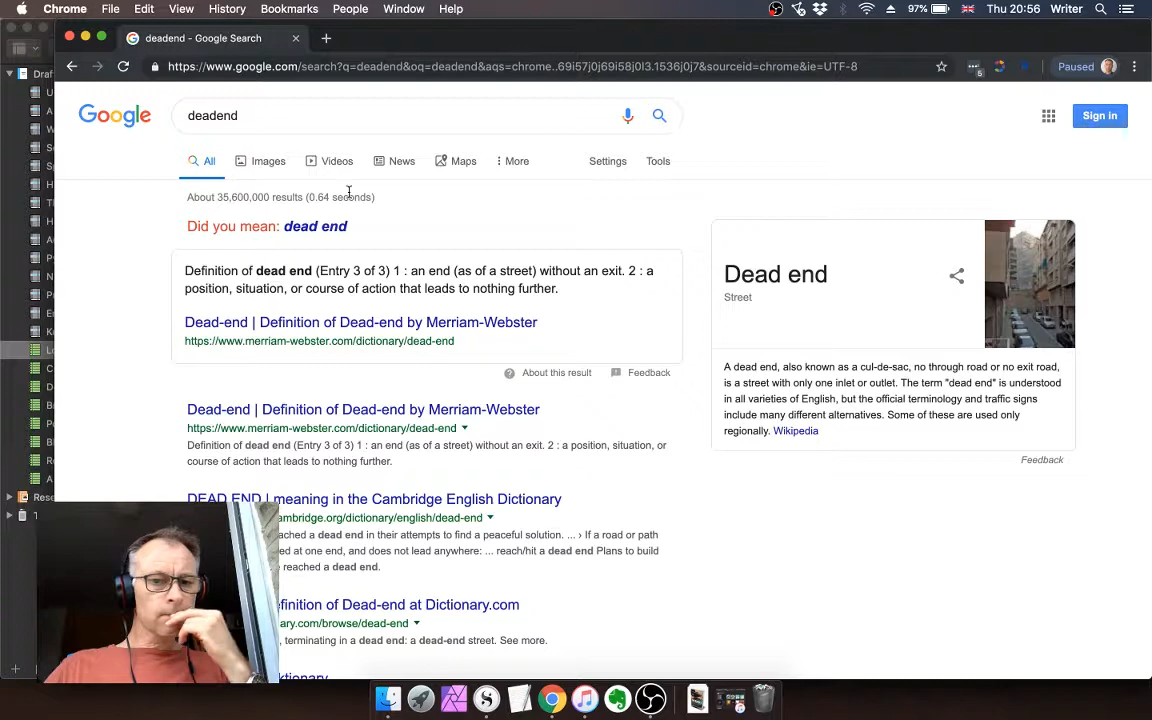 Chrome File Edit View History Bookmarks People Window Help 97% Thu 20:56 Writer
deadend - Google Search
https://www.google.com/search?q=deadend&oq=deadend&aqs=chrome..69i57j0j69i58j0l3.1536j0j7&sourceid=chrome&ie=UTF-8
5
Paused
Draf
Google
deadend
Sign in
All Images Videos News Maps More Settings Tools
About 35,600,000 results (0.64 seconds)
Did you mean: dead end
Definition of dead end (Entry 3 of 3) 1 : an end (as of a street) without an exit. 2 : a
position, situation, or course of action that leads to nothing further.
Dead-end | Definition of Dead-end by Merriam-Webster
https://www.merriam-webster.com/dictionary/dead-end
About this result Feedback
Dead-end | Definition of Dead-end by Merriam-Webster
https://www.merriam-webster.com/dictionary/dead-end
Definition of dead end (Entry 3 of 3) 1 : an end (as of a street) without an exit. 2 : a position, situation, or
course of action that leads to nothing further.
DEAD END | meaning in the Cambridge English Dictionary
ambridge.org/dictionary/english/dead-end
ached a dead end in their attempts to find a peaceful solution. ... › If a road or path
ed at one end, and does not lead anywhere: ... reach/hit a dead end Plans to build
reached a dead end.
finition of Dead-end at Dictionary.com
ary.com/browse/dead-end
, terminating in a dead end: a dead-end street. See more.
ktionary
Dead end
Street
A dead end, also known as a cul-de-sac, no through road or no exit road,
is a street with only one inlet or outlet. The term "dead end" is understood
in all varieties of English, but the official terminology and traffic signs
include many different alternatives. Some of these are used only
regionally. Wikipedia
Feedback
Rese